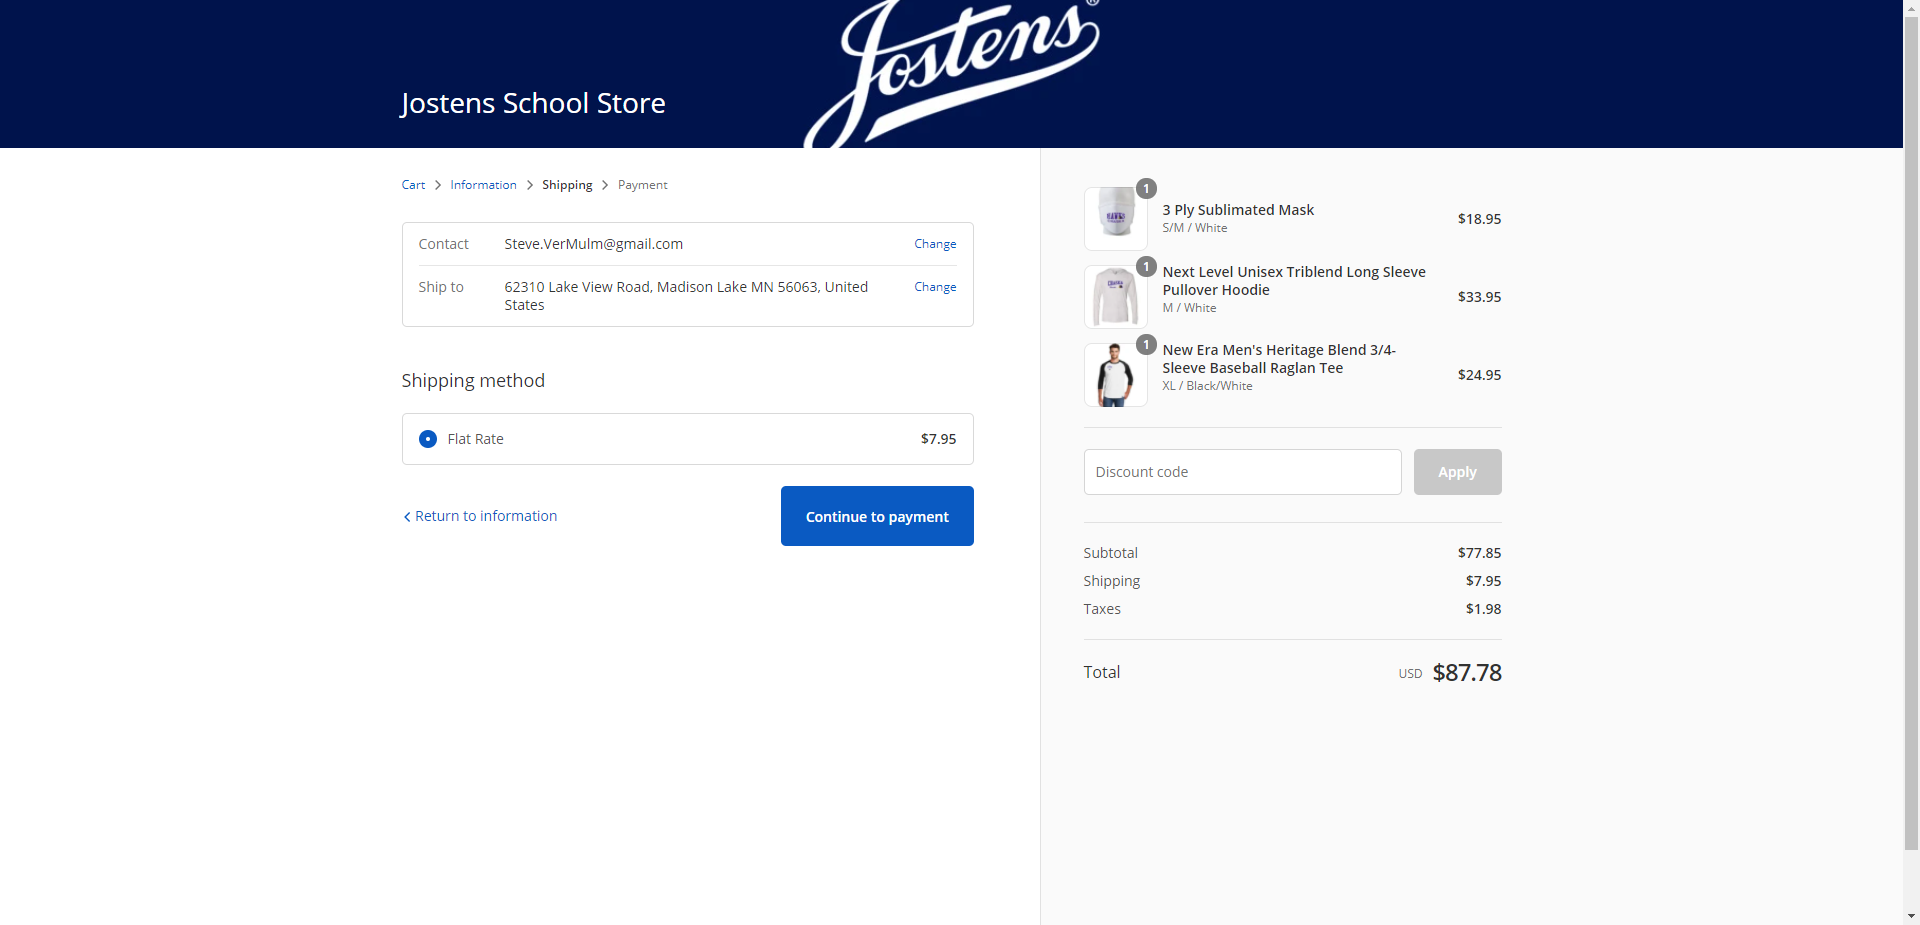 Jostens®
Jostens School Store
Cart > Information > Shipping > Payment
Contact Steve.VerMulm@gmail.com Change
Ship to 62310 Lake View Road, Madison Lake MN 56063, United States Change
Shipping method
Flat Rate $7.95
Return to information
Continue to payment
1
3 Ply Sublimated Mask
S/M / White
$18.95
1
Next Level Unisex Triblend Long Sleeve
Pullover Hoodie
M / White
$33.95
1
New Era Men's Heritage Blend 3/4-
Sleeve Baseball Raglan Tee
XL / Black/White
$24.95
Discount code
Apply
Subtotal $77.85
Shipping $7.95
Taxes $1.98
Total USD $87.78